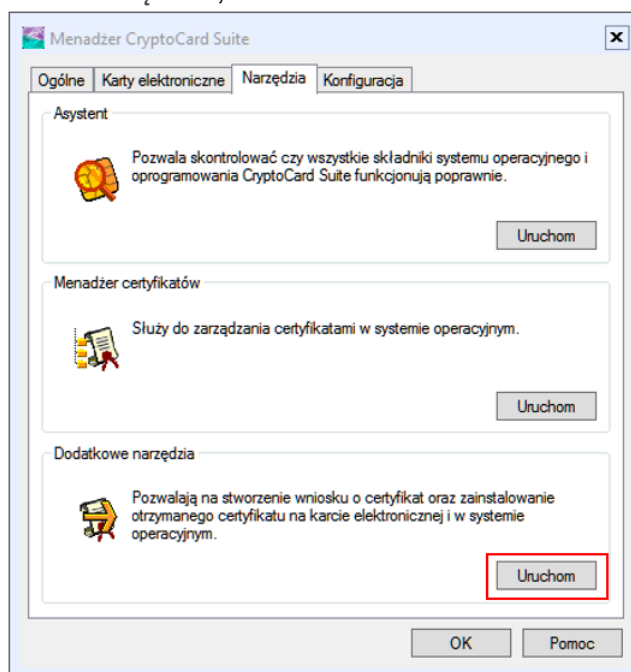 Menadżer CryptoCard Suite
Ogólne Karty elektroniczne Narzędzia Konfiguracja
Asystent
Pozwala skontrolować czy wszystkie składniki systemu operacyjnego i
oprogramowania CryptoCard Suite funkcjonują poprawnie.
Uruchom
Menadżer certyfikatów
Służy do zarządzania certyfikatami w systemie operacyjnym.
Uruchom
Dodatkowe narzędzia
Pozwalają na stworzenie wniosku o certyfikat oraz zainstalowanie
otrzymanego certyfikatu na karcie elektronicznej i w systemie
operacyjnym.
Uruchom
OK Pomoc